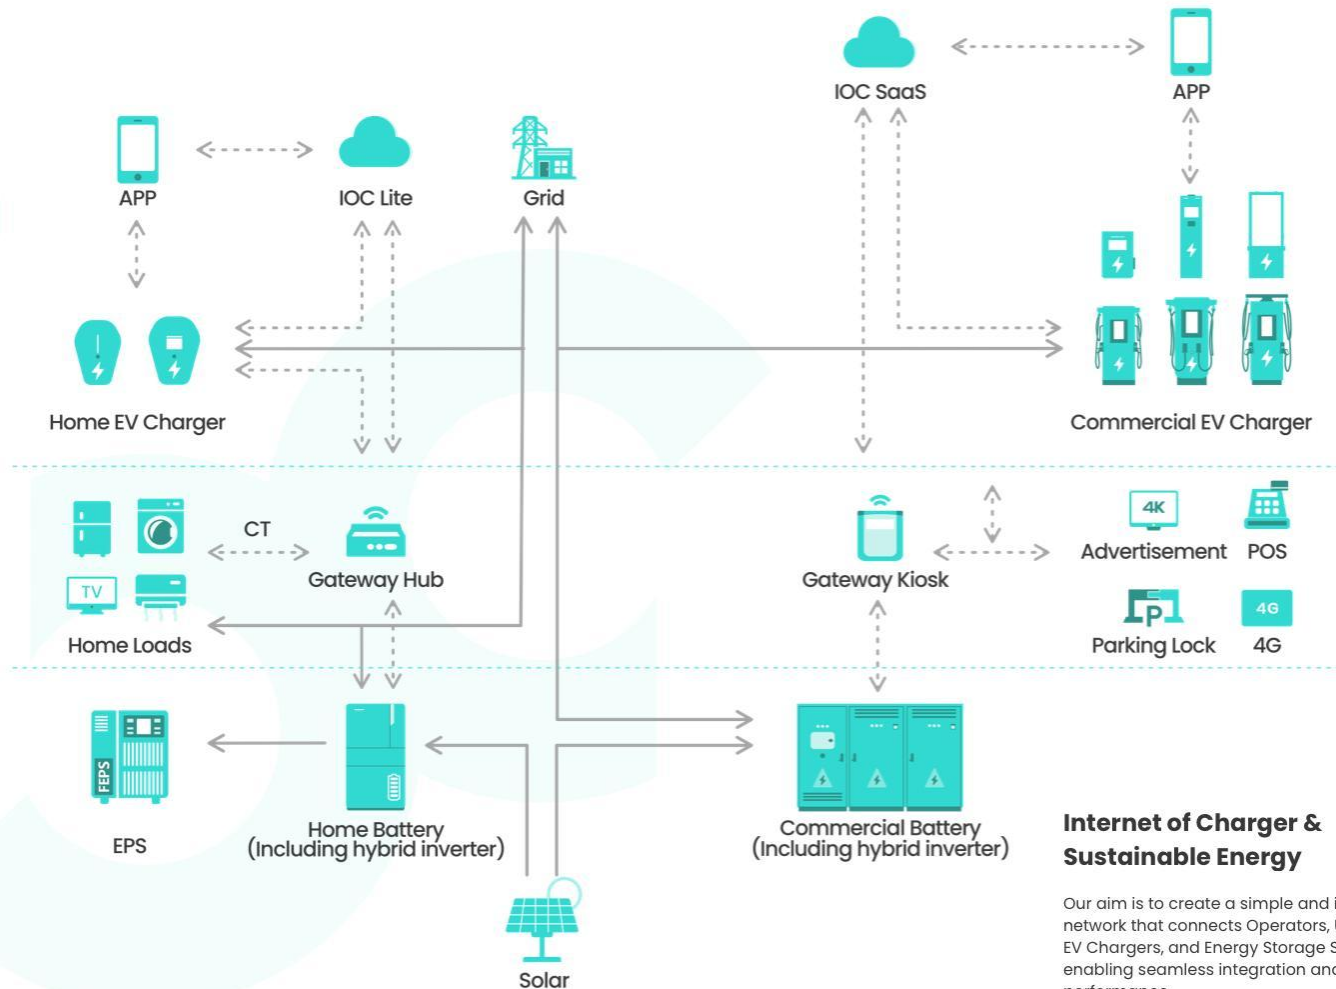 IOC SaaS
APP
APP
IOC Lite
Grid
Home EV Charger
Commercial EV Charger
CT
4K
Advertisement
POS
Gateway Hub
Gateway Kiosk
TV
Home Loads
P
Parking Lock
4G
4G
FEPS
EPS
Home Battery
(Including hybrid inverter)
Commercial Battery
(Including hybrid inverter)
Solar
Internet of Charger &
Sustainable Energy
Our aim is to create a simple and
network that connects Operators,
EV Chargers, and Energy Storage
enabling seamless integration